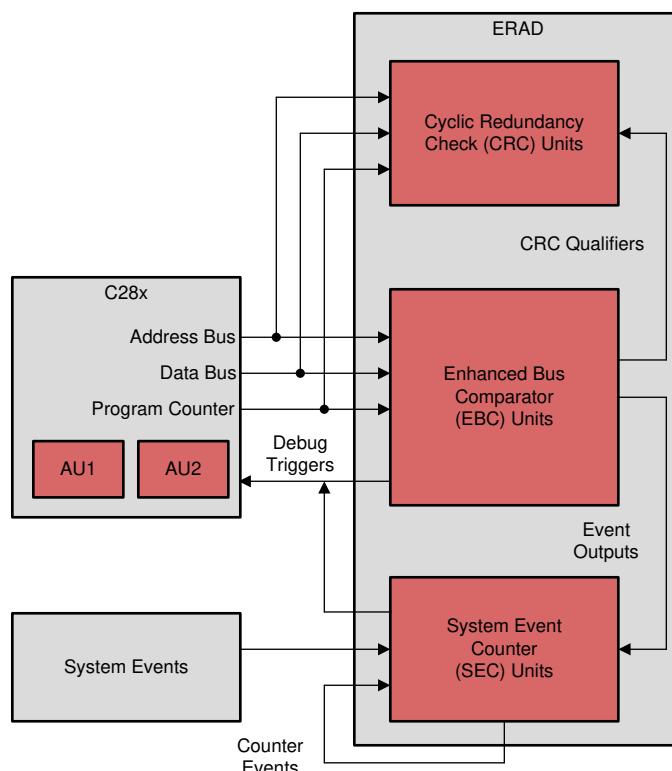 ERAD
Cyclic Redundancy
Check (CRC) Units
CRC Qualifiers
C28x
Address Bus
Data Bus
Program Counter
AU1
AU2
Enhanced Bus
Comparator
(EBC) Units
Debug
Triggers
Event
Outputs
System Events
System Event
Counter
(SEC) Units
Counter
Events